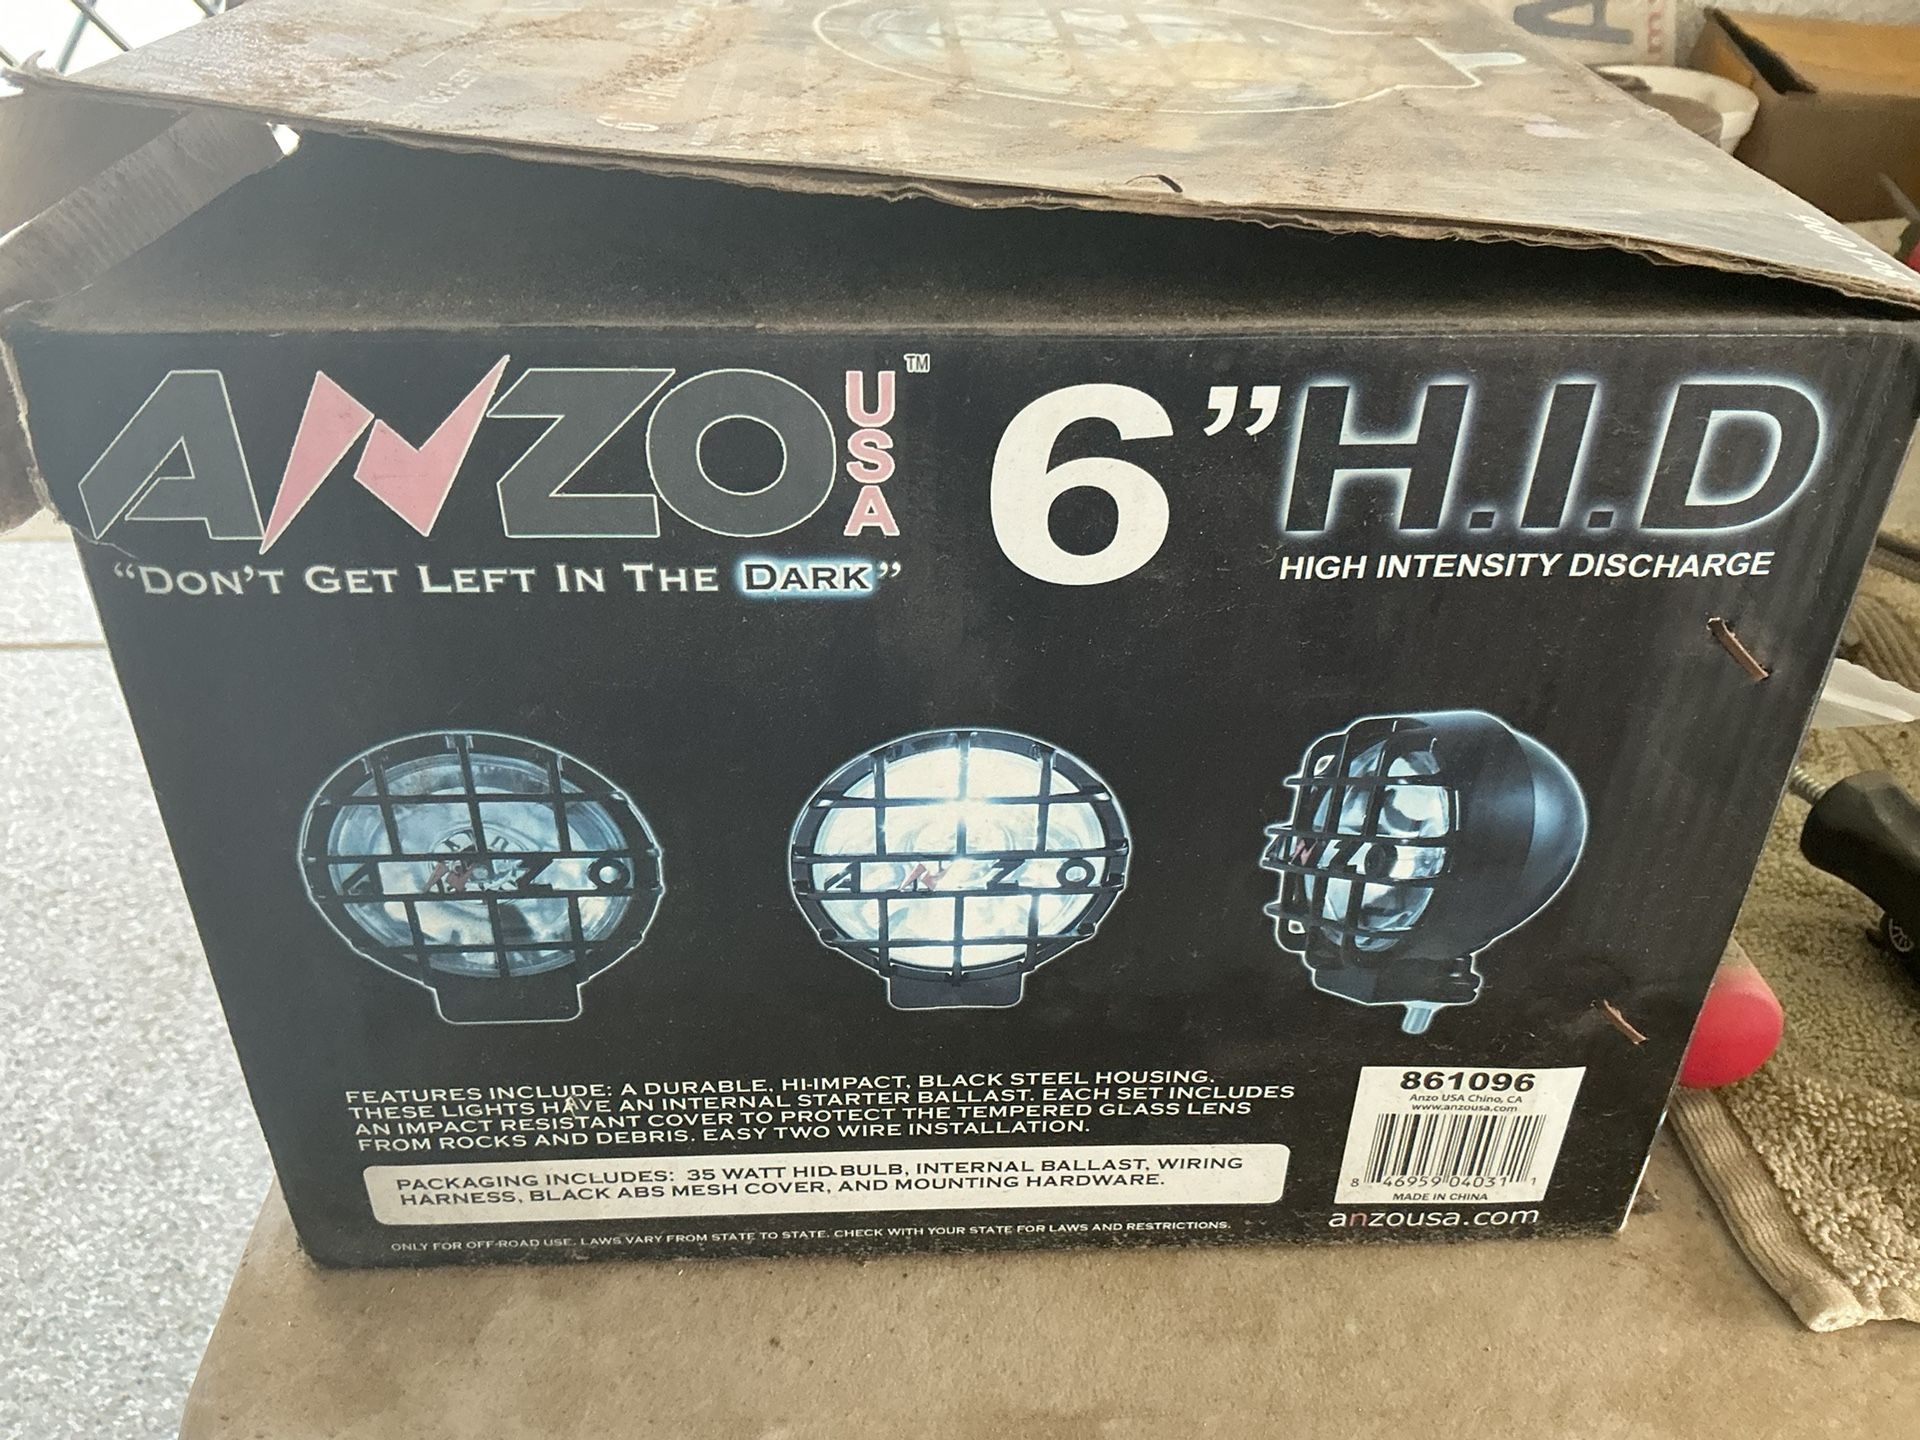 ANZO USA™
"DON'T GET LEFT IN THE DARK"
6" H.I.D
HIGH INTENSITY DISCHARGE
ANZO
ANZO
ANZO
FEATURES INCLUDE: A DURABLE, HI-IMPACT, BLACK STEEL HOUSING.
THESE LIGHTS HAVE AN INTERNAL STARTER BALLAST. EACH SET INCLUDES
AN IMPACT RESISTANT COVER TO PROTECT THE TEMPERED GLASS LENS
FROM ROCKS AND DEBRIS. EASY TWO WIRE INSTALLATION.
PACKAGING INCLUDES: 35 WATT HID BULB, INTERNAL BALLAST, WIRING
HARNESS, BLACK ABS MESH COVER, AND MOUNTING HARDWARE.
ONLY FOR OFF-ROAD USE. LAWS VARY FROM STATE TO STATE. CHECK WITH YOUR STATE FOR LAWS AND RESTRICTIONS.
861096
Anzo USA Chino, CA
www.anzousa.com
8 46959 04031 1
MADE IN CHINA
anzousa.com